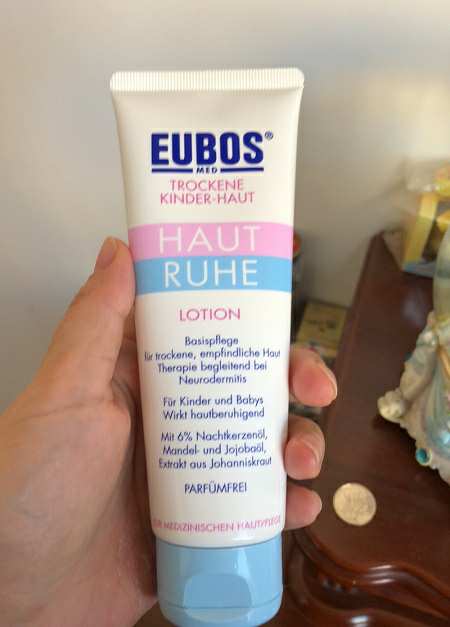 EUBOS®
MED
TROCKENE
KINDER-HAUT
HAUT
RUHE
LOTION
Basispflege
für trockene, empfindliche Haut
Therapie begleitend bei
Neurodermitis
Für Kinder und Babys
Wirkt hautberuhigend
Mit 6% Nachtkerzenöl,
Mandel- und Jojobaöl,
Extrakt aus Johanniskraut
PARFÜMFREI
ZUR MEDIZINISCHEN HAUTPFLEGE